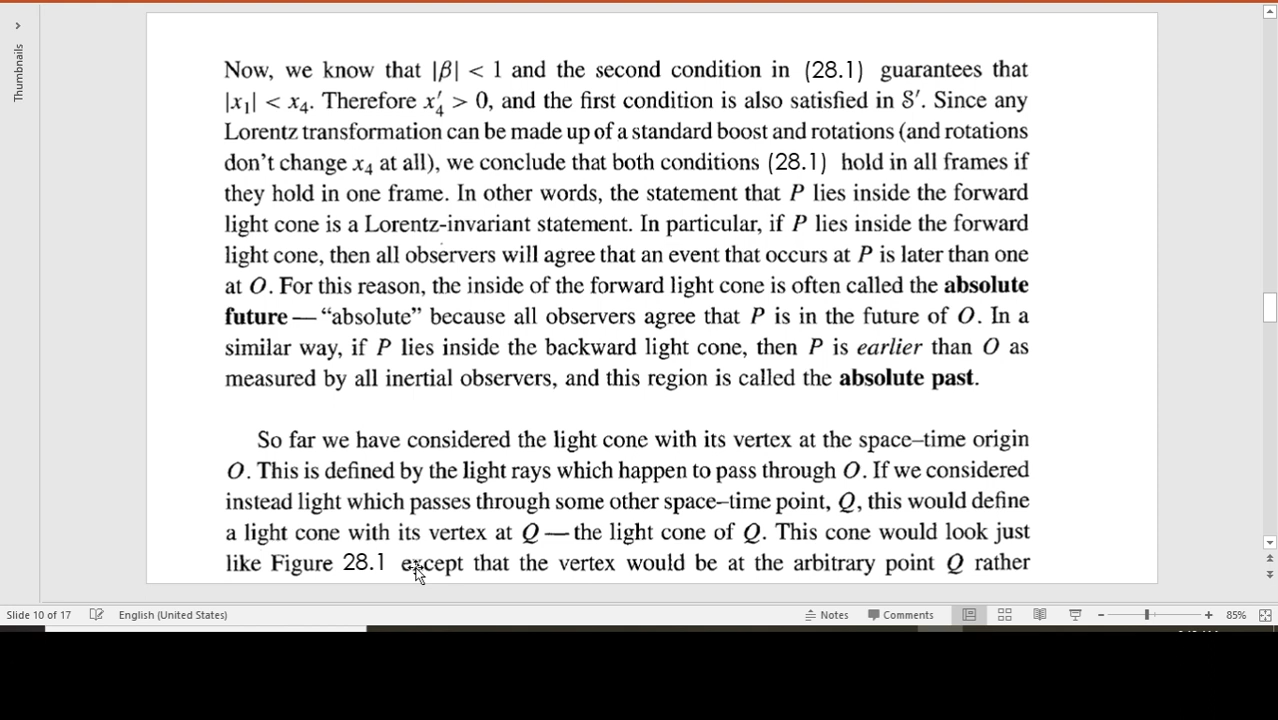 Thumbnails
Now, we know that |β| < 1 and the second condition in (28.1) guarantees that
|x₁| < x₄. Therefore x′₄ > 0, and the first condition is also satisfied in S′. Since any
Lorentz transformation can be made up of a standard boost and rotations (and rotations
don't change x₄ at all), we conclude that both conditions (28.1) hold in all frames if
they hold in one frame. In other words, the statement that P lies inside the forward
light cone is a Lorentz-invariant statement. In particular, if P lies inside the forward
light cone, then all observers will agree that an event that occurs at P is later than one
at O. For this reason, the inside of the forward light cone is often called the absolute
future — “absolute” because all observers agree that P is in the future of O. In a
similar way, if P lies inside the backward light cone, then P is earlier than O as
measured by all inertial observers, and this region is called the absolute past.
So far we have considered the light cone with its vertex at the space–time origin
O. This is defined by the light rays which happen to pass through O. If we considered
instead light which passes through some other space–time point, Q, this would define
a light cone with its vertex at Q — the light cone of Q. This cone would look just
like Figure 28.1 except that the vertex would be at the arbitrary point Q rather
Slide 10 of 17 English (United States) Notes Comments 85%